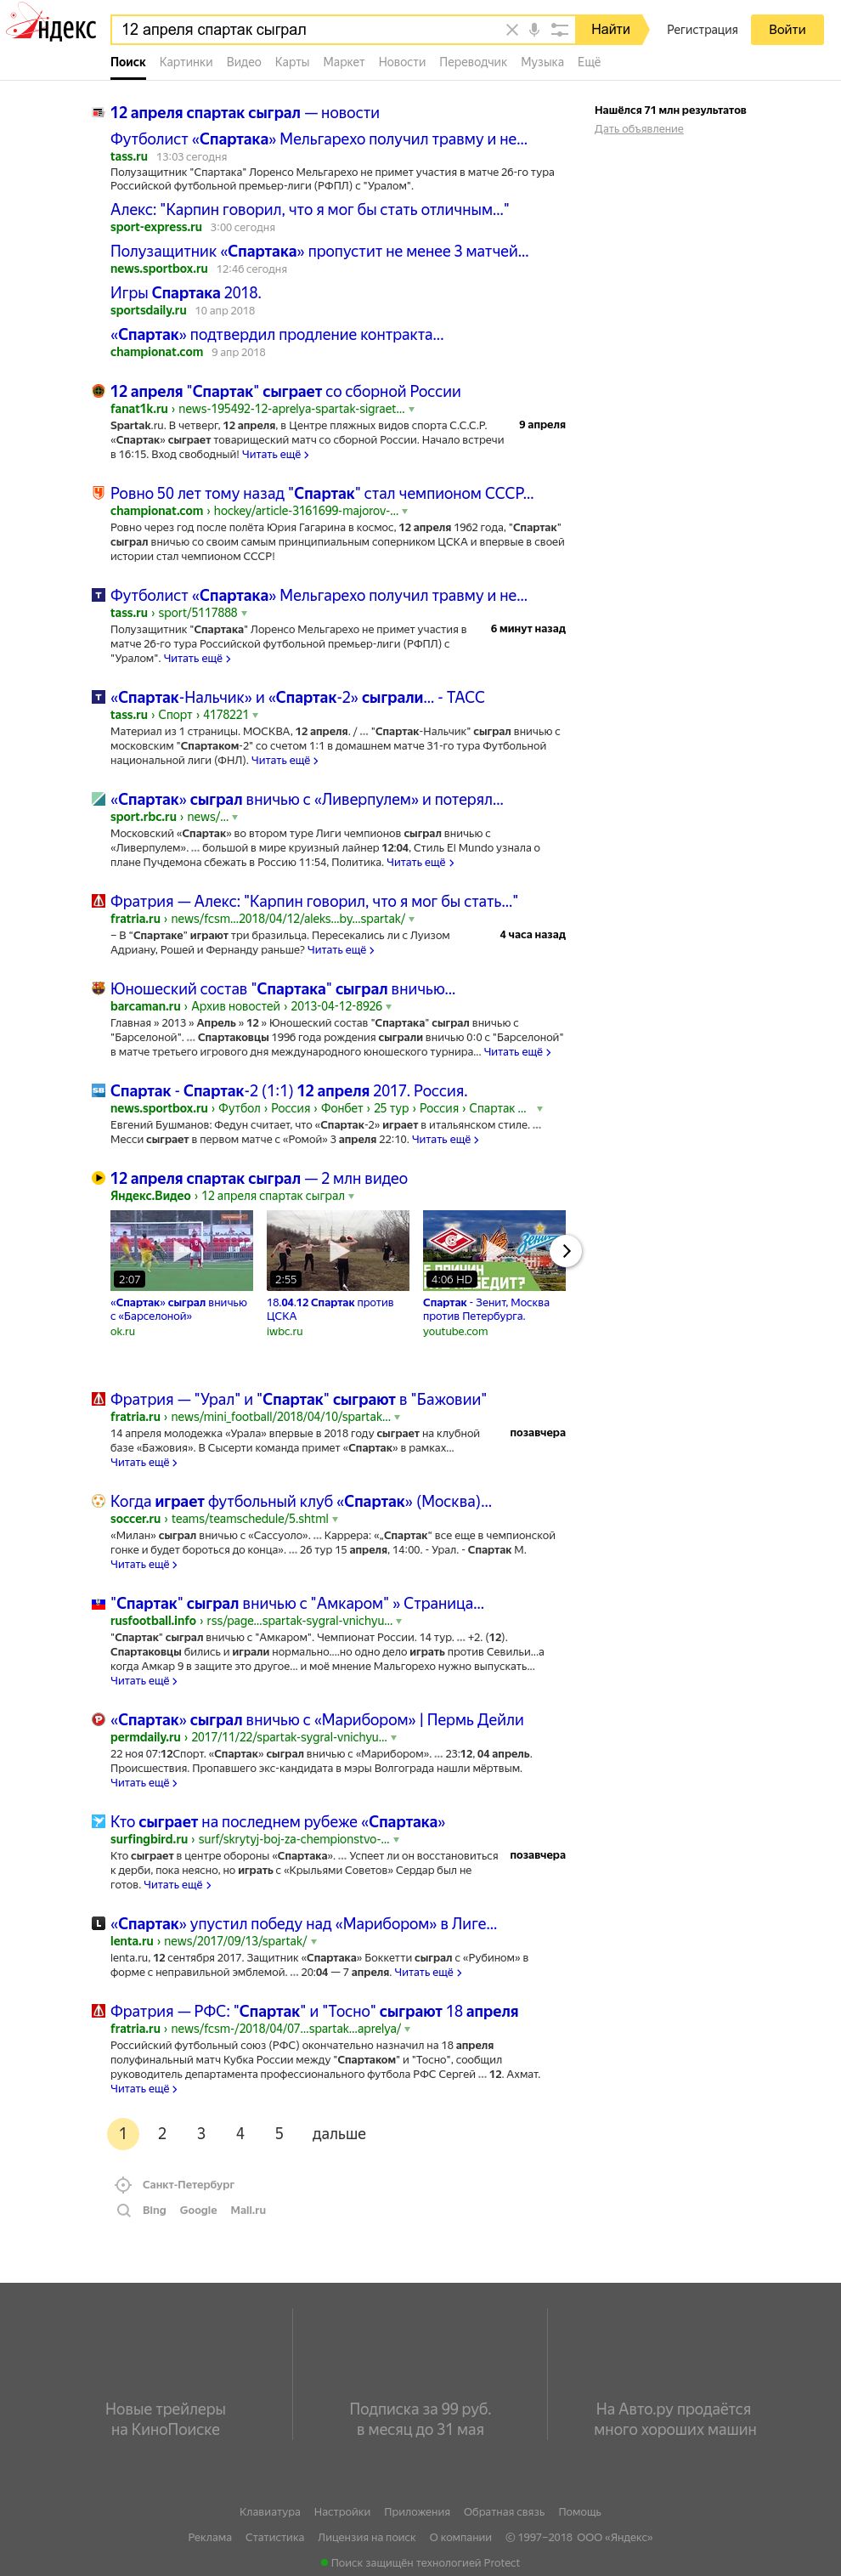 ндекс
12 апреля спартак сыграл
Найти
Регистрация
Войти
Поиск Картинки Видео Карты Маркет Новости Переводчик Музыка Ещё
Нашёлся 71 млн результатов
Дать объявление
12 апреля спартак сыграл — новости
Футболист «Спартака» Мельгарехо получил травму и не...
tass.ru 13:03 сегодня
Полузащитник "Спартака" Лоренсо Мельгарехо не примет участия в матче 26-го тура
Российской футбольной премьер-лиги (РФПЛ) с "Уралом".
Алекс: "Карпин говорил, что я мог бы стать отличным..."
sport-express.ru 3:00 сегодня
Полузащитник «Спартака» пропустит не менее 3 матчей...
news.sportbox.ru 12:46 сегодня
Игры Спартака 2018.
sportsdaily.ru 10 апр 2018
«Спартак» подтвердил продление контракта...
championat.com 9 апр 2018
12 апреля "Спартак" сыграет со сборной России
fanat1k.ru › news-195492-12-aprelya-spartak-sigraet...
Spartak.ru. В четверг, 12 апреля, в Центре пляжных видов спорта С.С.С.Р.
«Спартак» сыграет товарищеский матч со сборной России. Начало встречи
в 16:15. Вход свободный! Читать ещё ›
9 апреля
Ровно 50 лет тому назад "Спартак" стал чемпионом СССР...
championat.com › hockey/article-3161699-majorov-...
Ровно через год после полёта Юрия Гагарина в космос, 12 апреля 1962 года, "Спартак"
сыграл вничью со своим самым принципиальным соперником ЦСКА и впервые в своей
истории стал чемпионом СССР!
Футболист «Спартака» Мельгарехо получил травму и не...
tass.ru › sport/5117888
Полузащитник "Спартака" Лоренсо Мельгарехо не примет участия в
матче 26-го тура Российской футбольной премьер-лиги (РФПЛ) с
"Уралом". Читать ещё ›
6 минут назад
«Спартак-Нальчик» и «Спартак-2» сыграли... - ТАСС
tass.ru › Спорт › 4178221
Материал из 1 страницы. МОСКВА, 12 апреля. / ... "Спартак-Нальчик" сыграл вничью с
московским "Спартаком-2" со счетом 1:1 в домашнем матче 31-го тура Футбольной
национальной лиги (ФНЛ). Читать ещё ›
«Спартак» сыграл вничью с «Ливерпулем» и потерял...
sport.rbc.ru › news/...
Московский «Спартак» во втором туре Лиги чемпионов сыграл вничью с
«Ливерпулем». ... большой в мире круизный лайнер 12:04, Стиль El Mundo узнала о
плане Пучдемона сбежать в Россию 11:54, Политика. Читать ещё ›
Фратрия — Алекс: "Карпин говорил, что я мог бы стать..."
fratria.ru › news/fcsm...2018/04/12/aleks...by...spartak/
– В "Спартаке" играют три бразильца. Пересекались ли с Луизом
Адриану, Рошей и Фернанду раньше? Читать ещё ›
4 часа назад
Юношеский состав "Спартака" сыграл вничью...
barcaman.ru › Архив новостей › 2013-04-12-8926
Главная » 2013 » Апрель » 12 » Юношеский состав "Спартака" сыграл вничью с
"Барселоной". ... Спартаковцы 1996 года рождения сыграли вничью 0:0 с "Барселоной"
в матче третьего игрового дня международного юношеского турнира... Читать ещё ›
Спартак - Спартак-2 (1:1) 12 апреля 2017. Россия.
news.sportbox.ru › Футбол › Россия › Фонбет › 25 тур › Россия › Спартак ...
Евгений Бушманов: Федун считает, что «Спартак-2» играет в итальянском стиле. ...
Месси сыграет в первом матче с «Ромой» 3 апреля 22:10. Читать ещё ›
12 апреля спартак сыграл — 2 млн видео
Яндекс.Видео › 12 апреля спартак сыграл
2:07
2:55
4:06 HD
«Спартак» сыграл вничью
с «Барселоной»
ok.ru
18.04.12 Спартак против
ЦСКА
iwbc.ru
Спартак - Зенит, Москва
против Петербурга.
youtube.com
Фратрия — "Урал" и "Спартак" сыграют в "Бажовии"
fratria.ru › news/mini_football/2018/04/10/spartak...
14 апреля молодежка «Урала» впервые в 2018 году сыграет на клубной
базе «Бажовия». В Сысерти команда примет «Спартак» в рамках...
Читать ещё ›
позавчера
Когда играет футбольный клуб «Спартак» (Москва)...
soccer.ru › teams/teamschedule/5.shtml
«Милан» сыграл вничью с «Сассуоло». ... Каррера: «„Спартак" все еще в чемпионской
гонке и будет бороться до конца». ... 26 тур 15 апреля, 14:00. - Урал. - Спартак М.
Читать ещё ›
"Спартак" сыграл вничью с "Амкаром" » Страница...
rusfootball.info › rss/page...spartak-sygral-vnichyu...
"Спартак" сыграл вничью с "Амкаром". Чемпионат России. 14 тур. ... +2. (12).
Спартаковцы бились и играли нормально....но одно дело играть против Севильи...а
когда Амкар 9 в защите это другое... и моё мнение Мальгорехо нужно выпускать...
Читать ещё ›
«Спартак» сыграл вничью с «Марибором» | Пермь Дейли
permdaily.ru › 2017/11/22/spartak-sygral-vnichyu...
22 ноя 07:12Спорт. «Спартак» сыграл вничью с «Марибором». ... 23:12, 04 апрель.
Происшествия. Пропавшего экс-кандидата в мэры Волгограда нашли мёртвым.
Читать ещё ›
Кто сыграет на последнем рубеже «Спартака»
surfingbird.ru › surf/skrytyj-boj-za-chempionstvo-...
Кто сыграет в центре обороны «Спартака». ... Успеет ли он восстановиться
к дерби, пока неясно, но играть с «Крыльями Советов» Сердар был не
готов. Читать ещё ›
позавчера
«Спартак» упустил победу над «Марибором» в Лиге...
lenta.ru › news/2017/09/13/spartak/
lenta.ru, 12 сентября 2017. Защитник «Спартака» Боккетти сыграл с «Рубином» в
форме с неправильной эмблемой. ... 20:04 — 7 апреля. Читать ещё ›
Фратрия — РФС: "Спартак" и "Тосно" сыграют 18 апреля
fratria.ru › news/fcsm-/2018/04/07...spartak...aprelya/
Российский футбольный союз (РФС) окончательно назначил на 18 апреля
полуфинальный матч Кубка России между "Спартаком" и "Тосно", сообщил
руководитель департамента профессионального футбола РФС Сергей ... 12. Ахмат.
Читать ещё ›
1 2 3 4 5 дальше
Санкт-Петербург
Bing Google Mail.ru
Новые трейлеры
на КиноПоиске
Подписка за 99 руб.
в месяц до 31 мая
На Авто.ру продаётся
много хороших машин
Клавиатура Настройки Приложения Обратная связь Помощь
Реклама Статистика Лицензия на поиск О компании © 1997–2018 ООО «Яндекс»
Поиск защищён технологией Protect